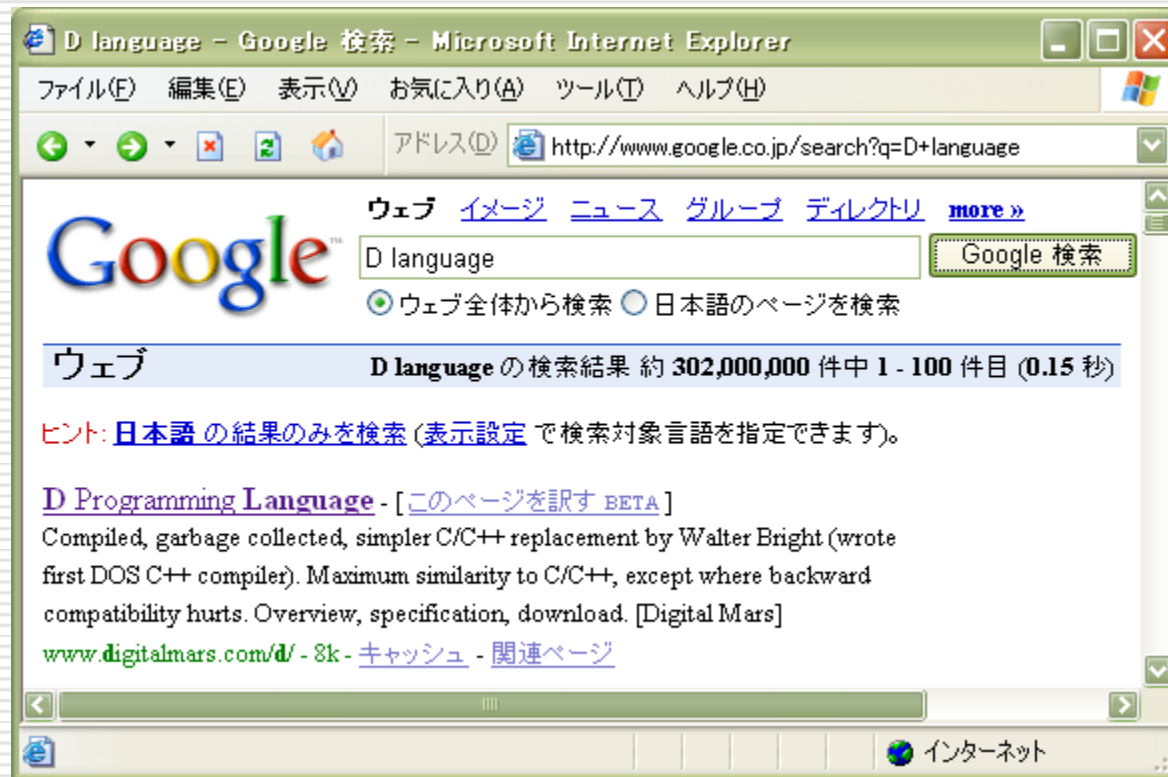 D language - Google 検索 - Microsoft Internet Explorer
ファイル(F) 編集(E) 表示(V) お気に入り(A) ツール(T) ヘルプ(H)
アドレス(D) http://www.google.co.jp/search?q=D+language
ウェブ イメージ ニュース グループ ディレクトリ more »
Google™ D language Google 検索
ウェブ全体から検索 日本語のページを検索
ウェブ D language の検索結果 約 302,000,000 件中 1 - 100 件目 (0.15 秒)
ヒント: 日本語 の結果のみを検索 (表示設定 で検索対象言語を指定できます)。
D Programming Language - [ このページを訳す BETA ]
Compiled, garbage collected, simpler C/C++ replacement by Walter Bright (wrote
first DOS C++ compiler). Maximum similarity to C/C++, except where backward
compatibility hurts. Overview, specification, download. [Digital Mars]
www.digitalmars.com/d/ - 8k - キャッシュ - 関連ページ
インターネット